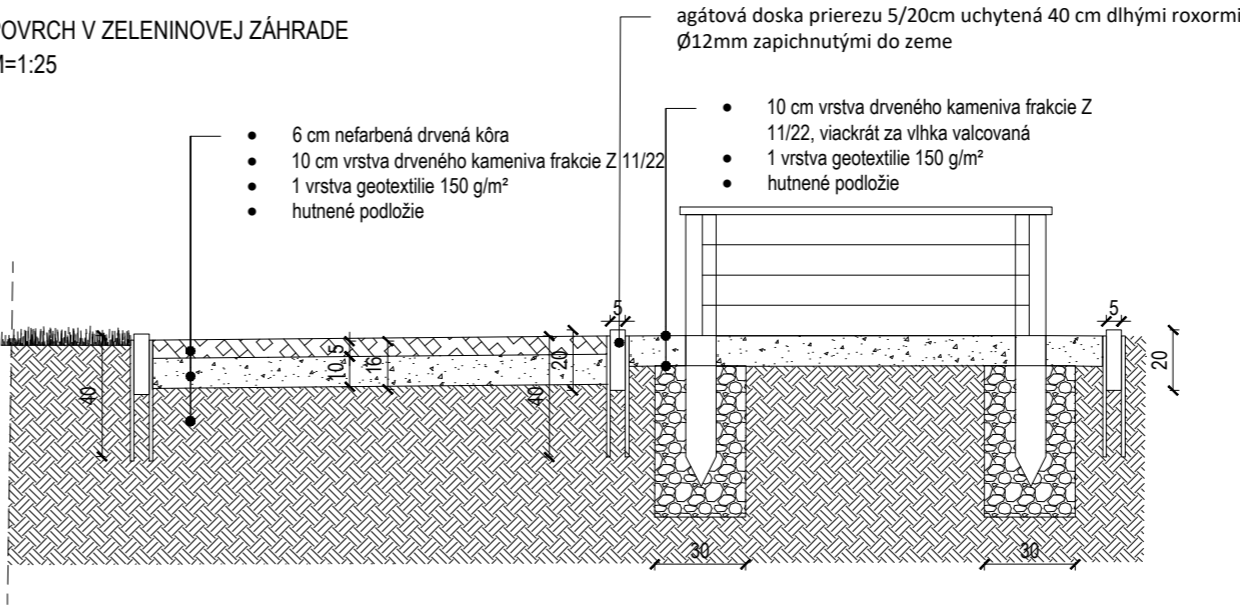 POVRCH V ZELENINOVEJ ZÁHRADE
M=1:25
agátová doska prierezu 5/20cm uchytená 40 cm dlhými roxormi
Ø12mm zapichnutými do zeme
• 6 cm nefarbená drvená kôra
• 10 cm vrstva drveného kameniva frakcie Z 11/22
• 1 vrstva geotextilie 150 g/m²
• hutnené podložie
• 10 cm vrstva drveného kameniva frakcie Z
11/22, viackrát za vlhka valcovaná
• 1 vrstva geotextilie 150 g/m²
• hutnené podložie
40
10
5
16
40
20
5
5
20
30
30